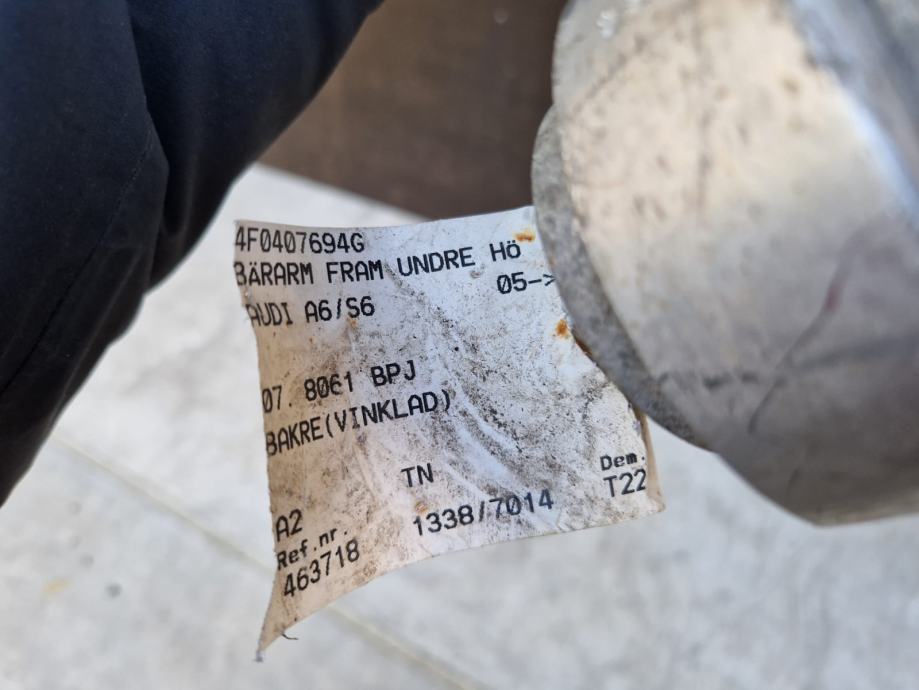 4F0407694G
BÄRARM FRAM UNDRE HÖ
05->
AUDI A6/S6
07. 8061 BPJ
BAKRE(VINKLAD)
TN
Dem.
A2
1338/7014
T22
Ref.nr.
463718